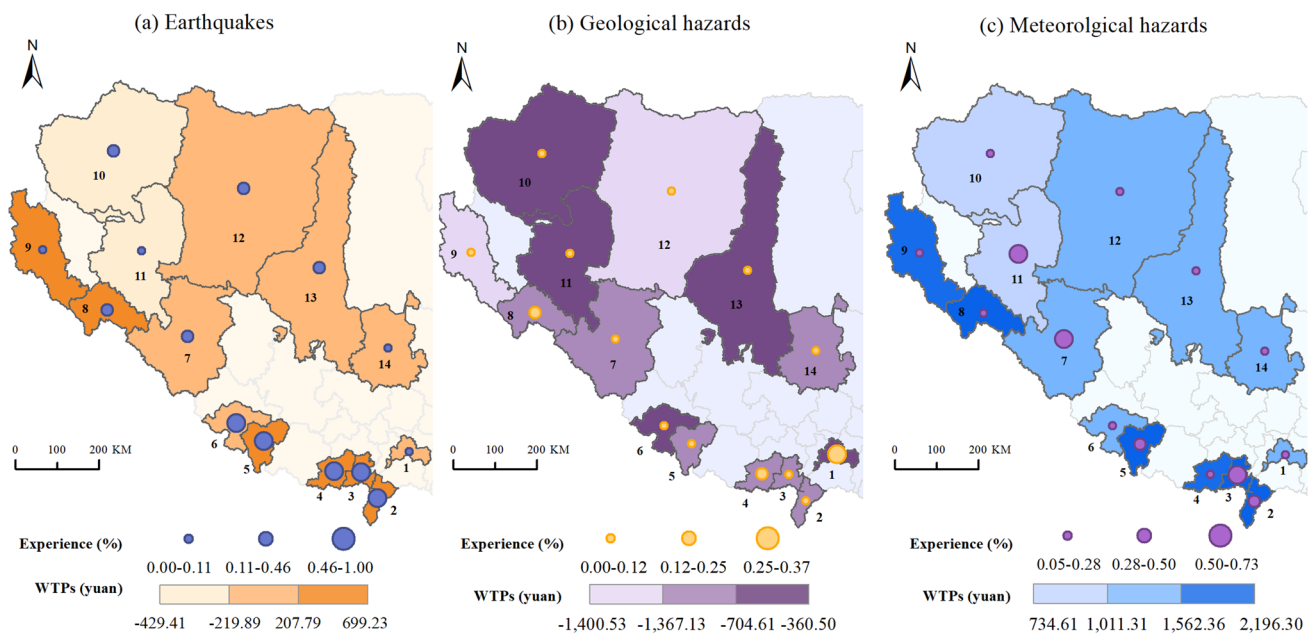 (a) Earthquakes
(b) Geological hazards
(c) Meteorolgical hazards
N
10
12
9
11
13
8
7
14
6
5
1
4
3
2
0 100 200 KM
Experience (%)
0.00-0.11 0.11-0.46 0.46-1.00
WTPs (yuan)
-429.41 -219.89 207.79 699.23
N
10
12
9
11
13
8
7
14
6
5
1
4
3
2
0 100 200 KM
Experience (%)
0.00-0.12 0.12-0.25 0.25-0.37
WTPs (yuan)
-1,400.53 -1,367.13 -704.61 -360.50
N
10
12
9
11
13
8
7
14
6
5
1
4
3
2
0 100 200 KM
Experience (%)
0.05-0.28 0.28-0.50 0.50-0.73
WTPs (yuan)
734.61 1,011.31 1,562.36 2,196.30